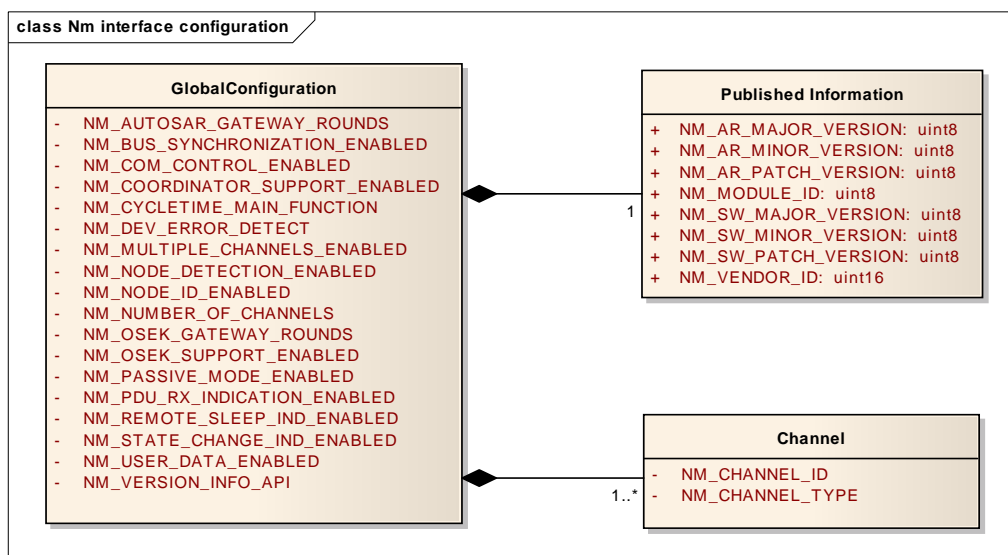 class Nm interface configuration
GlobalConfiguration
- NM_AUTOSAR_GATEWAY_ROUNDS
- NM_BUS_SYNCHRONIZATION_ENABLED
- NM_COM_CONTROL_ENABLED
- NM_COORDINATOR_SUPPORT_ENABLED
- NM_CYCLETIME_MAIN_FUNCTION
- NM_DEV_ERROR_DETECT
- NM_MULTIPLE_CHANNELS_ENABLED
- NM_NODE_DETECTION_ENABLED
- NM_NODE_ID_ENABLED
- NM_NUMBER_OF_CHANNELS
- NM_OSEK_GATEWAY_ROUNDS
- NM_OSEK_SUPPORT_ENABLED
- NM_PASSIVE_MODE_ENABLED
- NM_PDU_RX_INDICATION_ENABLED
- NM_REMOTE_SLEEP_IND_ENABLED
- NM_STATE_CHANGE_IND_ENABLED
- NM_USER_DATA_ENABLED
- NM_VERSION_INFO_API
Published Information
+ NM_AR_MAJOR_VERSION: uint8
+ NM_AR_MINOR_VERSION: uint8
+ NM_AR_PATCH_VERSION: uint8
+ NM_MODULE_ID: uint8
+ NM_SW_MAJOR_VERSION: uint8
+ NM_SW_MINOR_VERSION: uint8
+ NM_SW_PATCH_VERSION: uint8
+ NM_VENDOR_ID: uint16
1
Channel
- NM_CHANNEL_ID
- NM_CHANNEL_TYPE
1..*